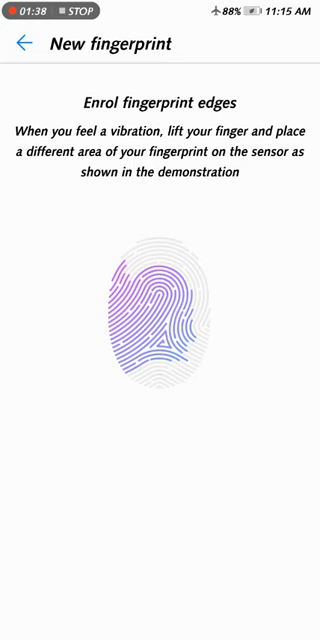 01:38 STOP 88% 11:15 AM
New fingerprint
Enrol fingerprint edges
When you feel a vibration, lift your finger and place
a different area of your fingerprint on the sensor as
shown in the demonstration